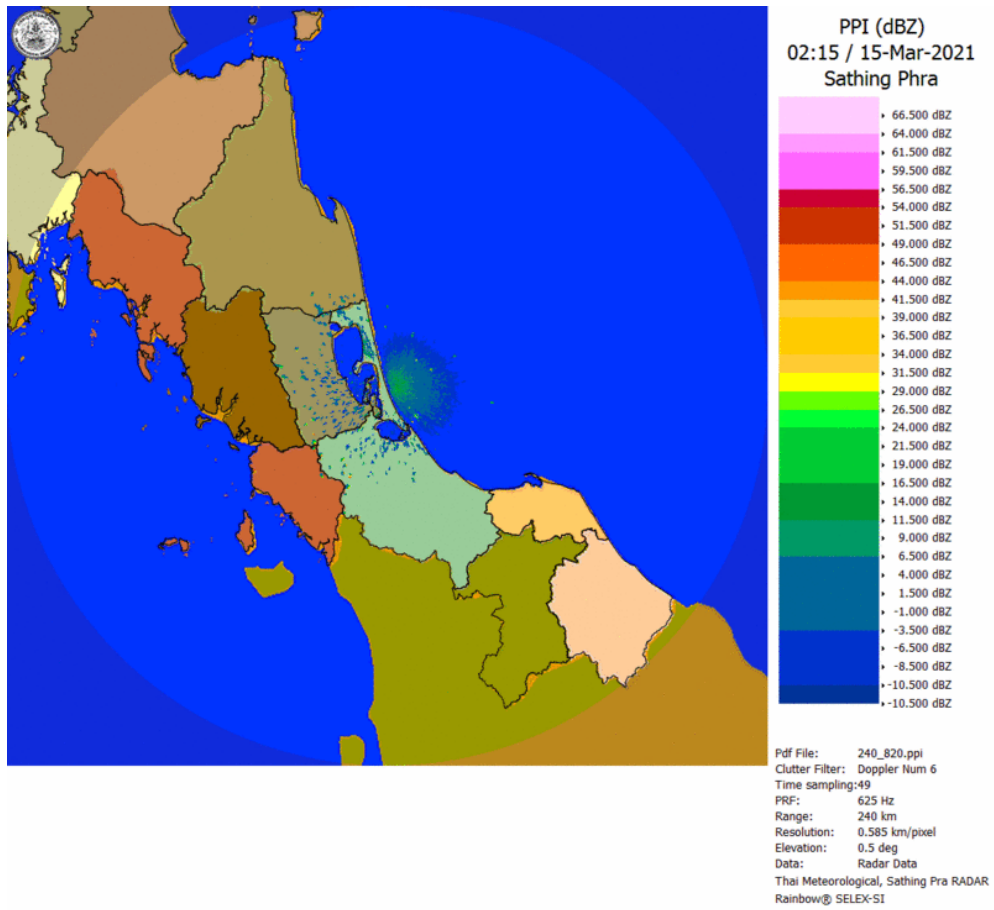 PPI (dBZ)
02:15 / 15-Mar-2021
Sathing Phra
66.500 dBZ
64.000 dBZ
61.500 dBZ
59.500 dBZ
56.500 dBZ
54.000 dBZ
51.500 dBZ
49.000 dBZ
46.500 dBZ
44.000 dBZ
41.500 dBZ
39.000 dBZ
36.500 dBZ
34.000 dBZ
31.500 dBZ
29.000 dBZ
26.500 dBZ
24.000 dBZ
21.500 dBZ
19.000 dBZ
16.500 dBZ
14.000 dBZ
11.500 dBZ
9.000 dBZ
6.500 dBZ
4.000 dBZ
1.500 dBZ
-1.000 dBZ
-3.500 dBZ
-6.500 dBZ
-8.500 dBZ
-10.500 dBZ
-10.500 dBZ
Pdf File: 240_820.ppi
Clutter Filter: Doppler Num 6
Time sampling:49
PRF: 625 Hz
Range: 240 km
Resolution: 0.585 km/pixel
Elevation: 0.5 deg
Data: Radar Data
Thai Meteorological, Sathing Pra RADAR
Rainbow® SELEX-SI